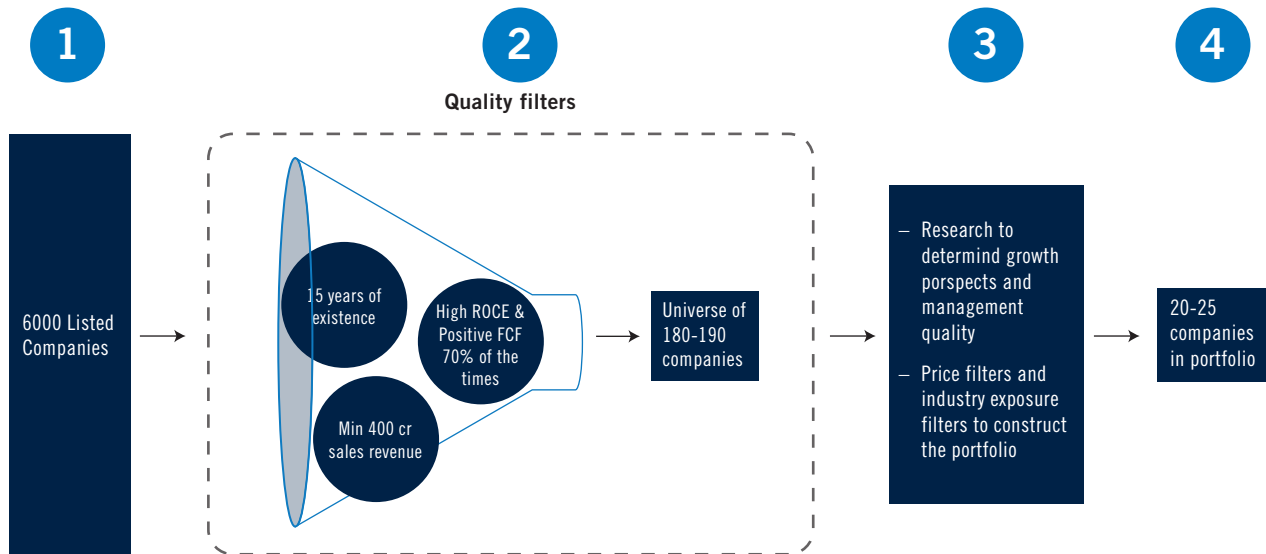 1
2
3
4
Quality filters
6000 Listed
Companies
15 years of
existence
High ROCE &
Positive FCF
70% of the
times
Min 400 cr
sales revenue
Universe of
180-190
companies
– Research to
determind growth
porspects and
management
quality
– Price filters and
industry exposure
filters to construct
the portfolio
20-25
companies
in portfolio